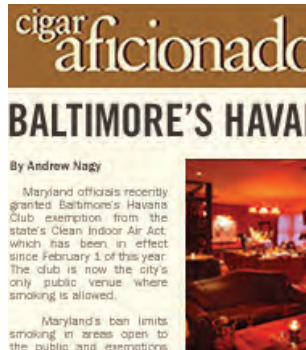 cigar
aficionado
BALTIMORE'S HAVA
By Andrew Nagy
Maryland officials recently
granted Baltimore's Havana
Club exemption from the
state's Clean Indoor Air Act,
which has been in effect
since February 1 of this year.
The club is now the city's
only public venue where
smoking is allowed.
Maryland's ban limits
smoking in areas open to
the public and exemptions